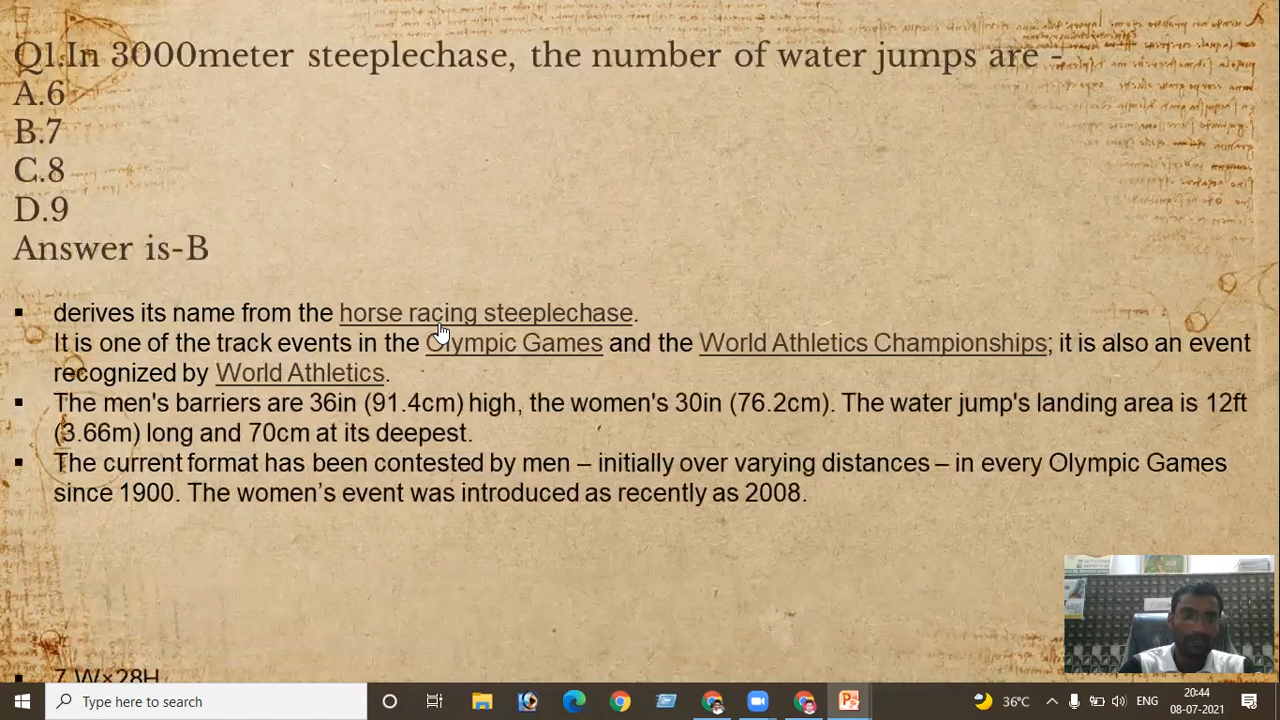 Q1.In 3000meter steeplechase, the number of water jumps are -
A.6
B.7
C.8
D.9
Answer is-B
▪ derives its name from the horse racing steeplechase.
It is one of the track events in the Olympic Games and the World Athletics Championships; it is also an event
recognized by World Athletics.
▪ The men's barriers are 36in (91.4cm) high, the women's 30in (76.2cm). The water jump's landing area is 12ft
(3.66m) long and 70cm at its deepest.
▪ The current format has been contested by men – initially over varying distances – in every Olympic Games
since 1900. The women's event was introduced as recently as 2008.
▪ 7 W×28H
Type here to search
36°C
ENG
20:44
08-07-2021